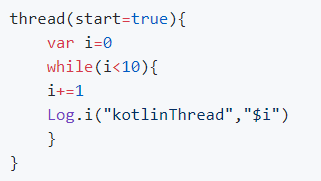 thread(start=true){
    var i=0
    while(i<10){
    i+=1
    Log.i("kotlinThread","$i")
    }
}